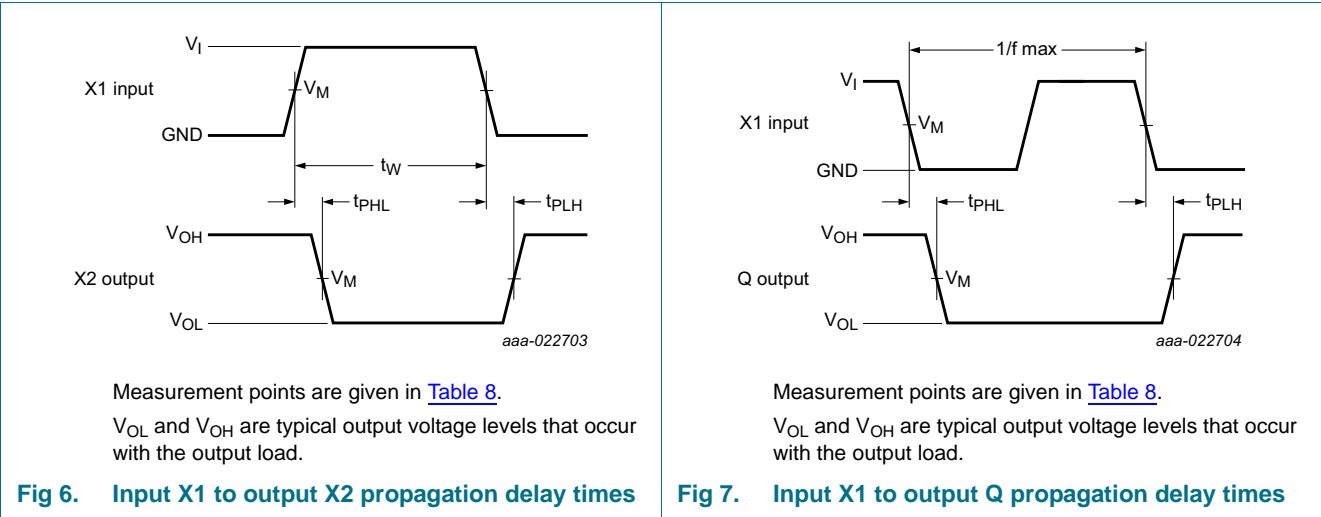 V_I
X1 input
V_M
GND
t_W
t_PHL
t_PLH
V_OH
X2 output
V_M
V_OL
aaa-022703
Measurement points are given in Table 8.
V_OL and V_OH are typical output voltage levels that occur
with the output load.
Fig 6. Input X1 to output X2 propagation delay times
1/f max
V_I
X1 input
V_M
GND
t_PHL
t_PLH
V_OH
Q output
V_M
V_OL
aaa-022704
Measurement points are given in Table 8.
V_OL and V_OH are typical output voltage levels that occur
with the output load.
Fig 7. Input X1 to output Q propagation delay times